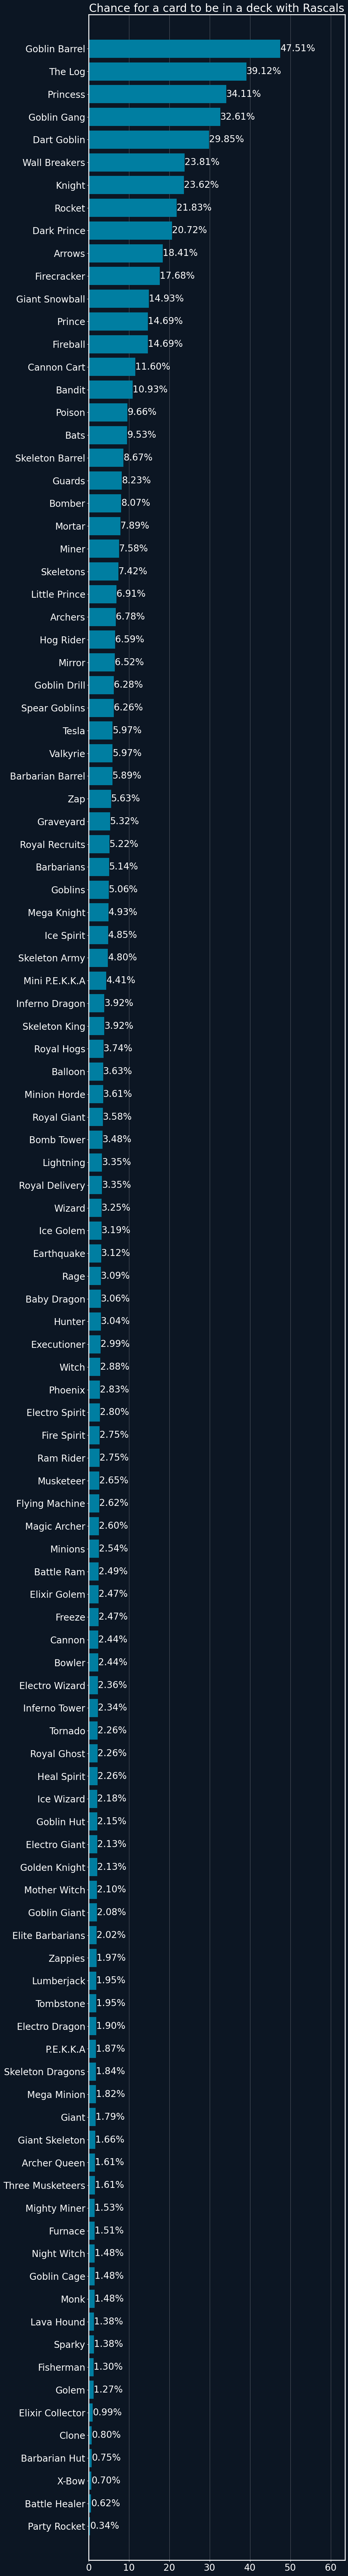 Chance for a card to be in a deck with Rascals
Goblin Barrel 47.51%
The Log 39.12%
Princess 34.11%
Goblin Gang 32.61%
Dart Goblin 29.85%
Wall Breakers 23.81%
Knight 23.62%
Rocket 21.83%
Dark Prince 20.72%
Arrows 18.41%
Firecracker 17.68%
Giant Snowball 14.93%
Prince 14.69%
Fireball 14.69%
Cannon Cart 11.60%
Bandit 10.93%
Poison 9.66%
Bats 9.53%
Skeleton Barrel 8.67%
Guards 8.23%
Bomber 8.07%
Mortar 7.89%
Miner 7.58%
Skeletons 7.42%
Little Prince 6.91%
Archers 6.78%
Hog Rider 6.59%
Mirror 6.52%
Goblin Drill 6.28%
Spear Goblins 6.26%
Tesla 5.97%
Valkyrie 5.97%
Barbarian Barrel 5.89%
Zap 5.63%
Graveyard 5.32%
Royal Recruits 5.22%
Barbarians 5.14%
Goblins 5.06%
Mega Knight 4.93%
Ice Spirit 4.85%
Skeleton Army 4.80%
Mini P.E.K.K.A 4.41%
Inferno Dragon 3.92%
Skeleton King 3.92%
Royal Hogs 3.74%
Balloon 3.63%
Minion Horde 3.61%
Royal Giant 3.58%
Bomb Tower 3.48%
Lightning 3.35%
Royal Delivery 3.35%
Wizard 3.25%
Ice Golem 3.19%
Earthquake 3.12%
Rage 3.09%
Baby Dragon 3.06%
Hunter 3.04%
Executioner 2.99%
Witch 2.88%
Phoenix 2.83%
Electro Spirit 2.80%
Fire Spirit 2.75%
Ram Rider 2.75%
Musketeer 2.65%
Flying Machine 2.62%
Magic Archer 2.60%
Minions 2.54%
Battle Ram 2.49%
Elixir Golem 2.47%
Freeze 2.47%
Cannon 2.44%
Bowler 2.44%
Electro Wizard 2.36%
Inferno Tower 2.34%
Tornado 2.26%
Royal Ghost 2.26%
Heal Spirit 2.26%
Ice Wizard 2.18%
Goblin Hut 2.15%
Electro Giant 2.13%
Golden Knight 2.13%
Mother Witch 2.10%
Goblin Giant 2.08%
Elite Barbarians 2.02%
Zappies 1.97%
Lumberjack 1.95%
Tombstone 1.95%
Electro Dragon 1.90%
P.E.K.K.A 1.87%
Skeleton Dragons 1.84%
Mega Minion 1.82%
Giant 1.79%
Giant Skeleton 1.66%
Archer Queen 1.61%
Three Musketeers 1.61%
Mighty Miner 1.53%
Furnace 1.51%
Night Witch 1.48%
Goblin Cage 1.48%
Monk 1.48%
Lava Hound 1.38%
Sparky 1.38%
Fisherman 1.30%
Golem 1.27%
Elixir Collector 0.99%
Clone 0.80%
Barbarian Hut 0.75%
X-Bow 0.70%
Battle Healer 0.62%
Party Rocket 0.34%
0 10 20 30 40 50 60